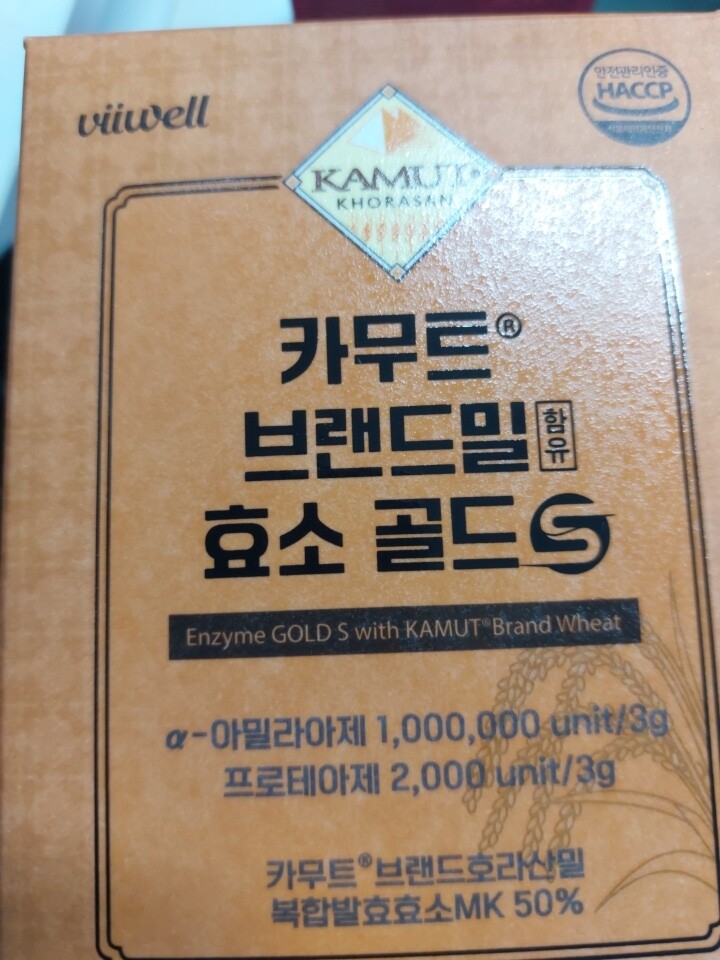 viiwell
안전관리인증
HACCP
KAMUT®
KHORASAN
카무트®
브랜드밀 함유
효소 골드 S
Enzyme GOLD S with KAMUT®Brand Wheat
α-아밀라아제 1,000,000 unit/3g
프로테아제 2,000 unit/3g
카무트®브랜드호라산밀
복합발효효소MK 50%